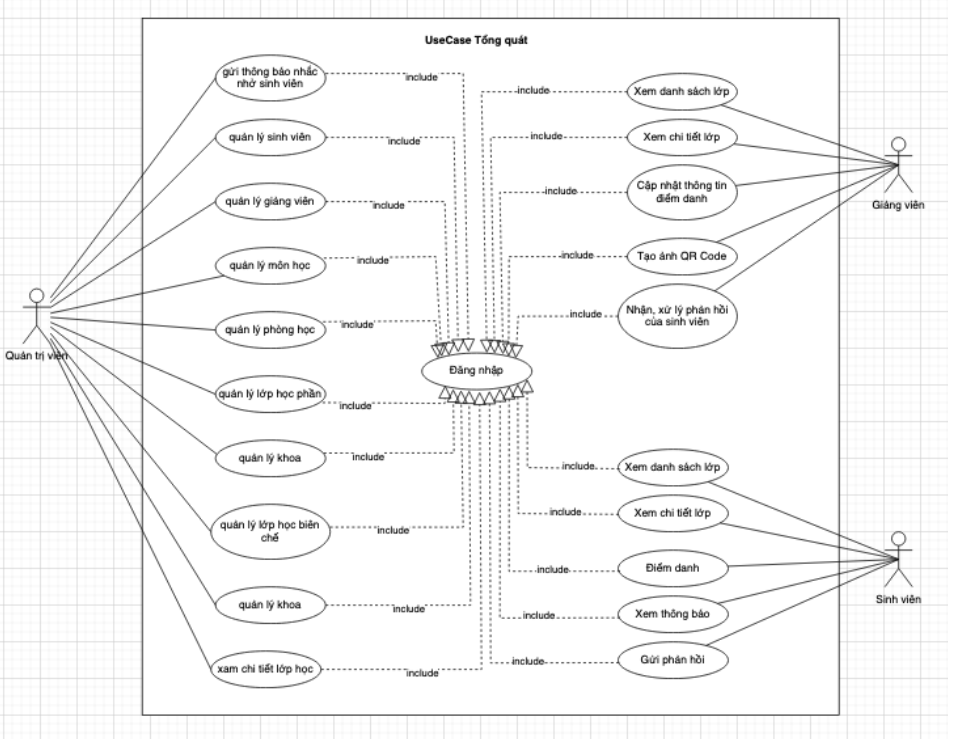 UseCase Tổng quát
gửi thông báo nhắc
nhở sinh viên
include
quản lý sinh viên
include
quản lý giảng viên
include
quản lý môn học
include
quản lý phòng học
include
quản lý lớp học phần
include
quản lý khoa
include
quản lý lớp học biên
chế
include
quản lý khoa
include
xam chi tiết lớp học
include
Quản trị viên
Đăng nhập
include
Xem danh sách lớp
include
Xem chi tiết lớp
include
Cập nhật thông tin
điểm danh
include
Tạo ảnh QR Code
include
Nhận, xử lý phản hồi
của sinh viên
Giảng viên
include
Xem danh sách lớp
include
Xem chi tiết lớp
include
Điểm danh
include
Xem thông báo
include
Gửi phản hồi
Sinh viên